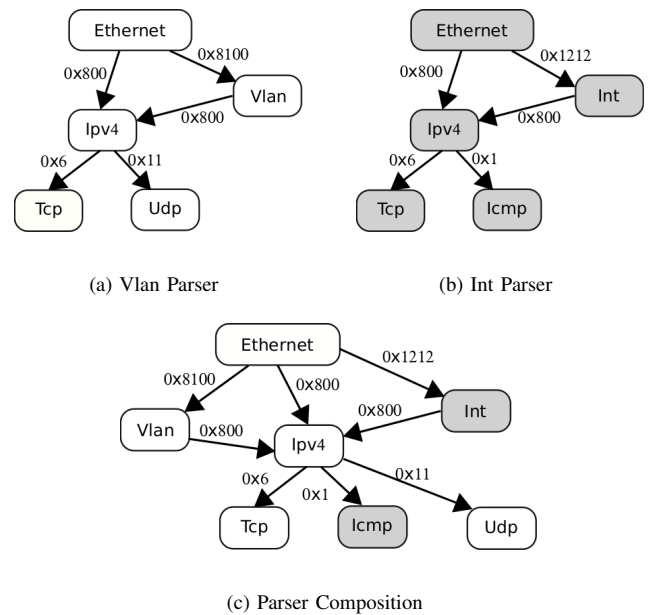 Ethernet
0x800
0x8100
Vlan
0x800
Ipv4
0x6
0x11
Tcp
Udp
(a) Vlan Parser
Ethernet
0x800
0x1212
Int
0x800
Ipv4
0x6
0x1
Tcp
Icmp
(b) Int Parser
Ethernet
0x8100
0x800
0x1212
Vlan
0x800
0x800
Int
Ipv4
0x6
0x1
0x11
Tcp
Icmp
Udp
(c) Parser Composition